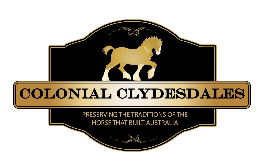 COLONIAL CLYDESDALES
PRESERVING THE TRADITIONS OF THE
HORSE THAT BUILT AUSTRALIA